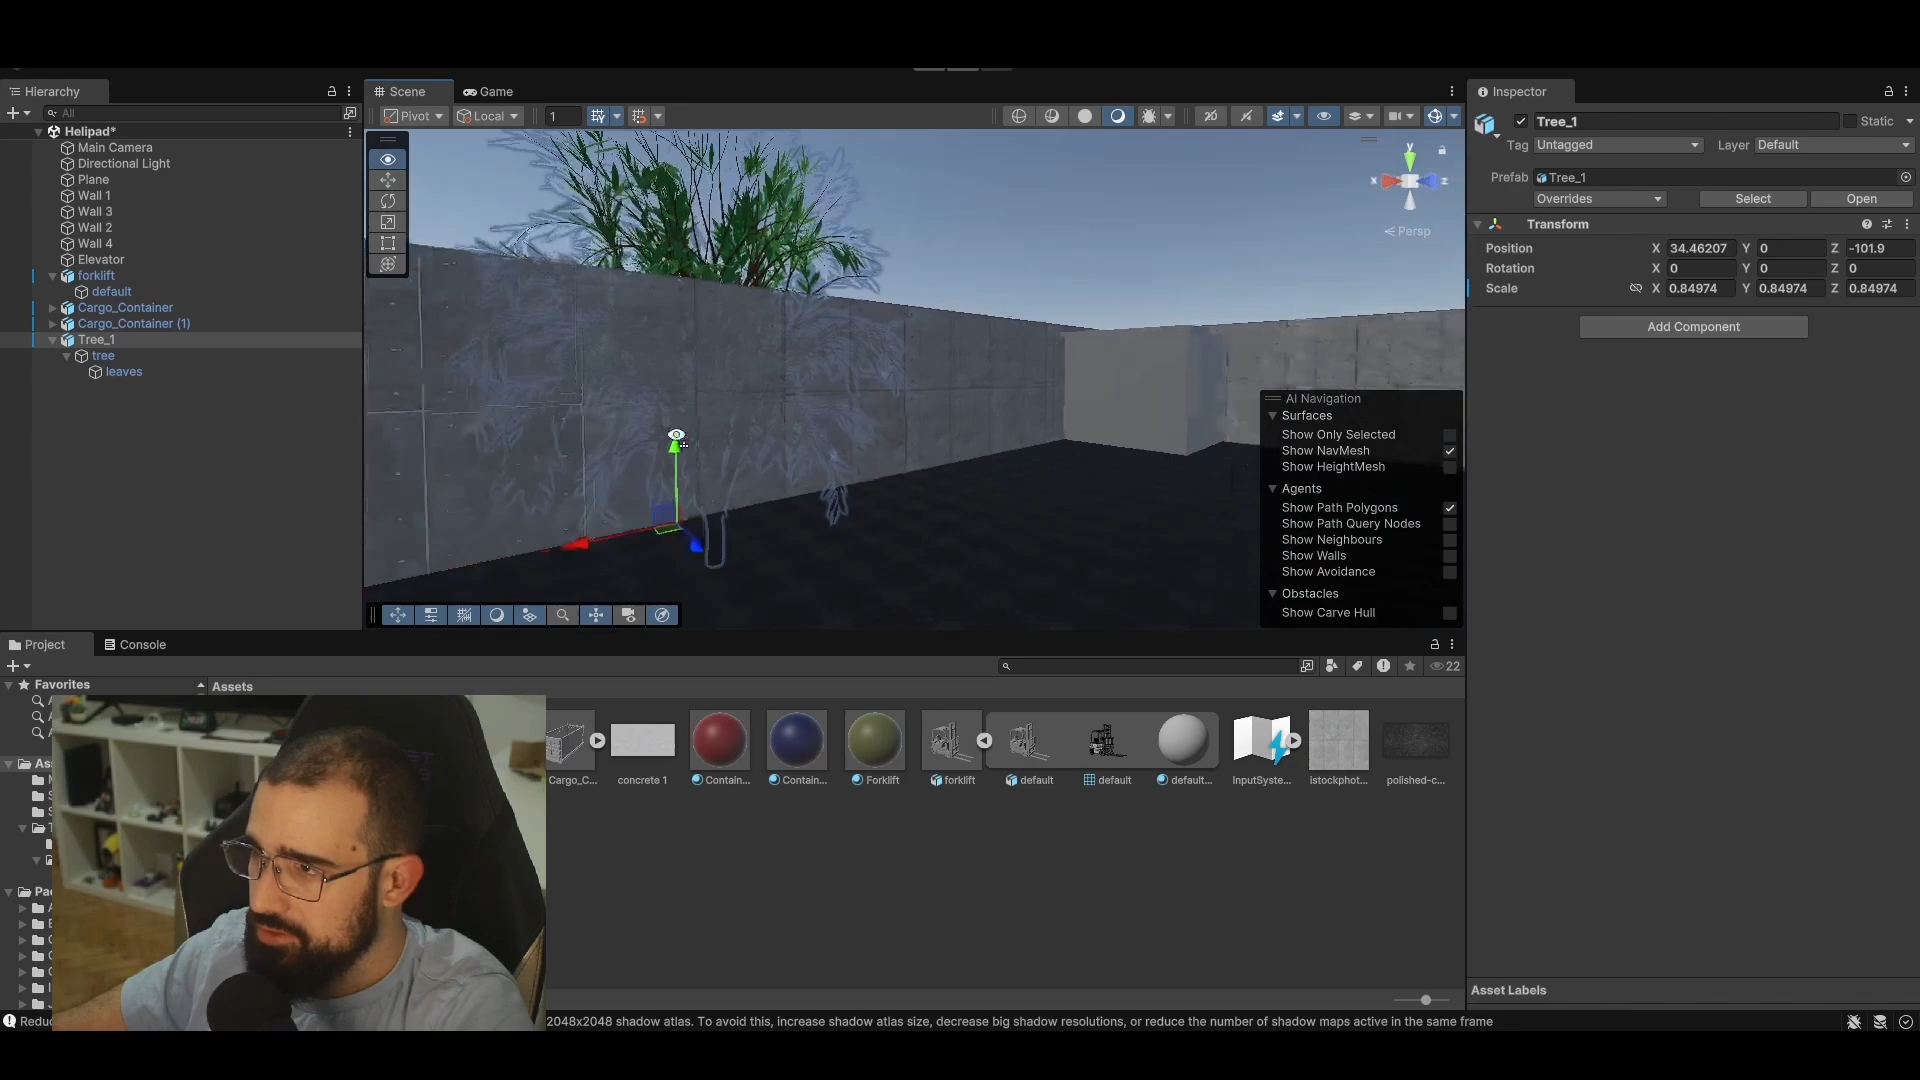 Hierarchy
All
Helipad*
Main Camera
Directional Light
Plane
Wall 1
Wall 3
Wall 2
Wall 4
Elevator
forklift
default
Cargo_Container
Cargo_Container (1)
Tree_1
tree
leaves
Scene
Game
Pivot
Local
1
2D
y
x
z
Persp
AI Navigation
Surfaces
Show Only Selected
Show NavMesh
Show HeightMesh
Agents
Show Path Polygons
Show Path Query Nodes
Show Neighbours
Show Walls
Show Avoidance
Obstacles
Show Carve Hull
Inspector
Tree_1
Static
Tag Untagged Layer Default
Prefab Tree_1
Overrides Select Open
Transform
Position X 34.46207 Y 0 Z -101.9
Rotation X 0 Y 0 Z 0
Scale X 0.84974 Y 0.84974 Z 0.84974
Add Component
Asset Labels
Project
Console
22
Favorites
Assets
Ass
Pac
Cargo_C...
concrete 1
Contain...
Contain...
Forklift
forklift
default
default
default...
InputSyste...
istockphot...
polished-c...
Reduc
2048x2048 shadow atlas. To avoid this, increase shadow atlas size, decrease big shadow resolutions, or reduce the number of shadow maps active in the same frame